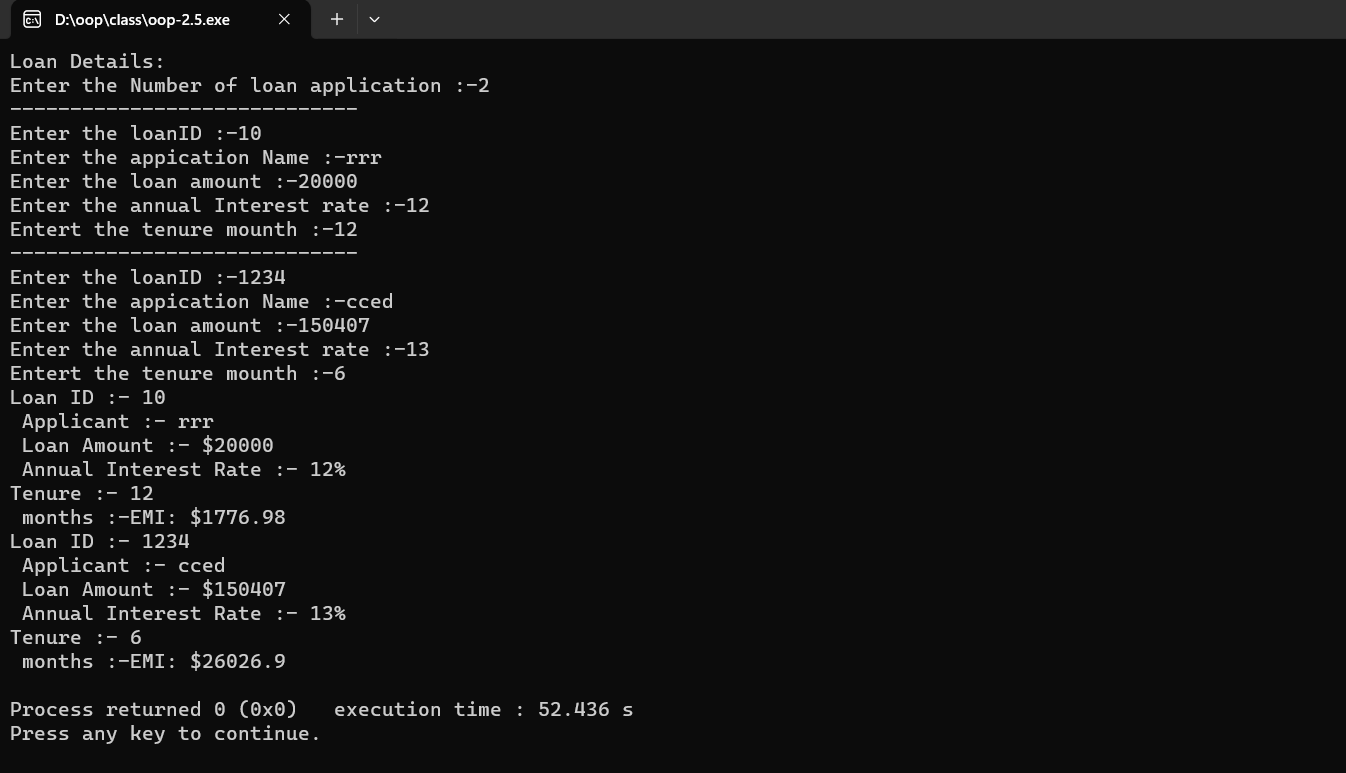 D:\oop\class\oop-2.5.exe
Loan Details:
Enter the Number of loan application :-2
-----------------------------
Enter the loanID :-10
Enter the appication Name :-rrr
Enter the loan amount :-20000
Enter the annual Interest rate :-12
Entert the tenure mounth :-12
-----------------------------
Enter the loanID :-1234
Enter the appication Name :-cced
Enter the loan amount :-150407
Enter the annual Interest rate :-13
Entert the tenure mounth :-6
Loan ID :- 10
 Applicant :- rrr
 Loan Amount :- $20000
 Annual Interest Rate :- 12%
Tenure :- 12
 months :-EMI: $1776.98
Loan ID :- 1234
 Applicant :- cced
 Loan Amount :- $150407
 Annual Interest Rate :- 13%
Tenure :- 6
 months :-EMI: $26026.9
Process returned 0 (0x0)   execution time : 52.436 s
Press any key to continue.